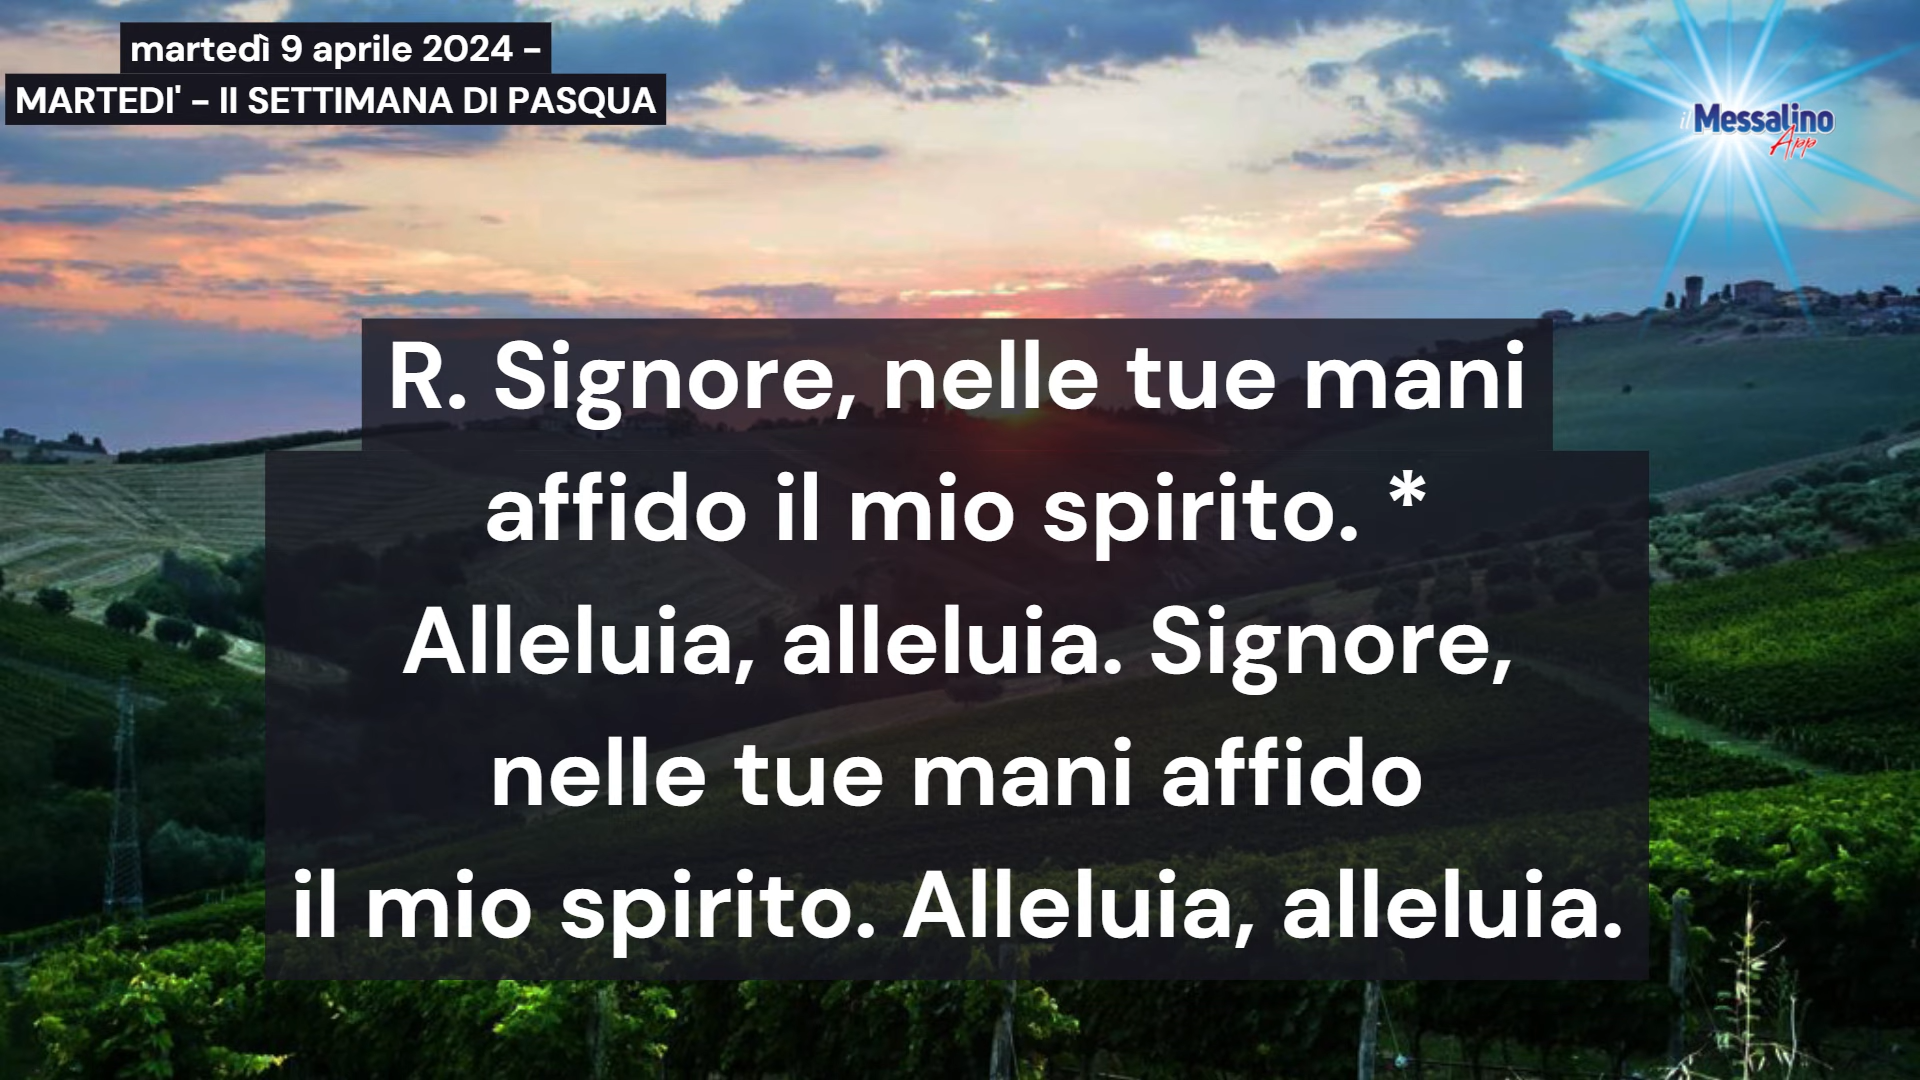 martedì 9 aprile 2024 -
MARTEDI' - II SETTIMANA DI PASQUA
il Messalino
App
R. Signore, nelle tue mani
affido il mio spirito. *
Alleluia, alleluia. Signore,
nelle tue mani affido
il mio spirito. Alleluia, alleluia.